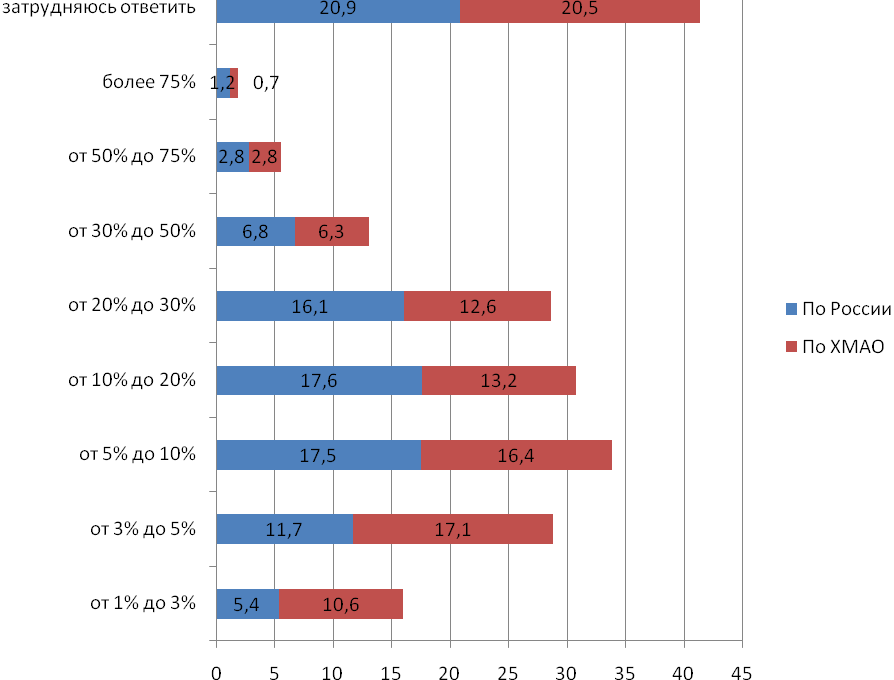 затрудняюсь ответить 20,9 20,5
более 75% 1,2 0,7
от 50% до 75% 2,8 2,8
от 30% до 50% 6,8 6,3
от 20% до 30% 16,1 12,6
По России
По ХМАО
от 10% до 20% 17,6 13,2
от 5% до 10% 17,5 16,4
от 3% до 5% 11,7 17,1
от 1% до 3% 5,4 10,6
0 5 10 15 20 25 30 35 40 45